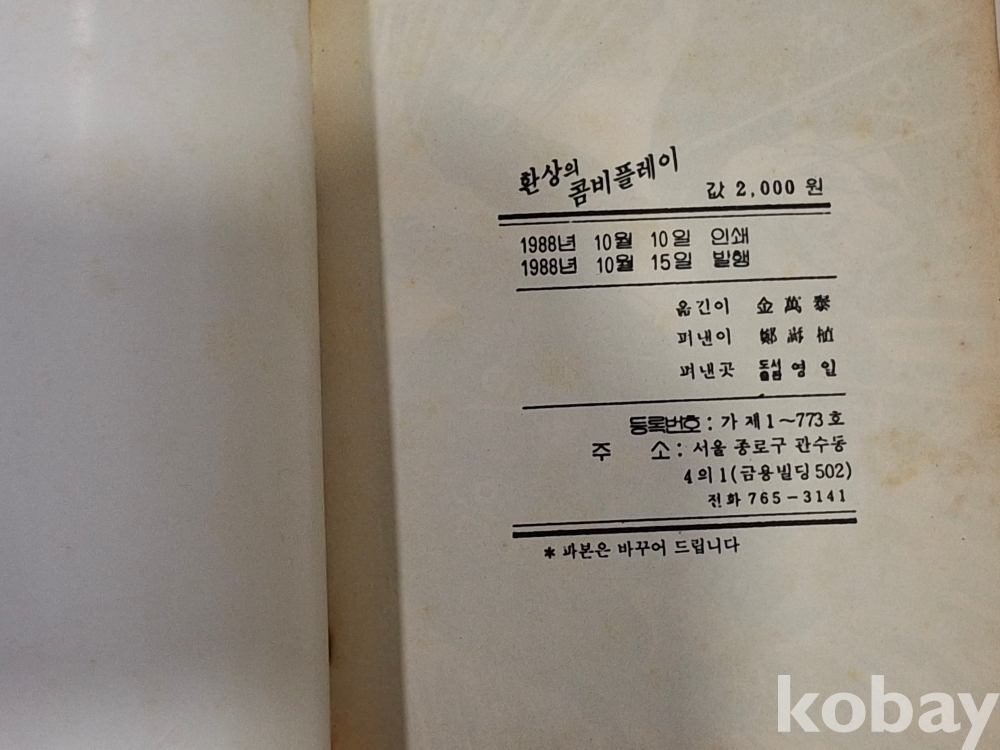 환상의
콤비플레이 값 2,000 원
1988년 10월 10일 인쇄
1988년 10월 15일 발행
옮긴이 金萬泰
펴낸이 鄭 植
펴낸곳 도서출판 영일
등록번호 : 가 제1~773호
주 소 : 서울 종로구 관수동
4의1(금용빌딩502)
전화 765-3141
* 파본은 바꾸어 드립니다
kobay